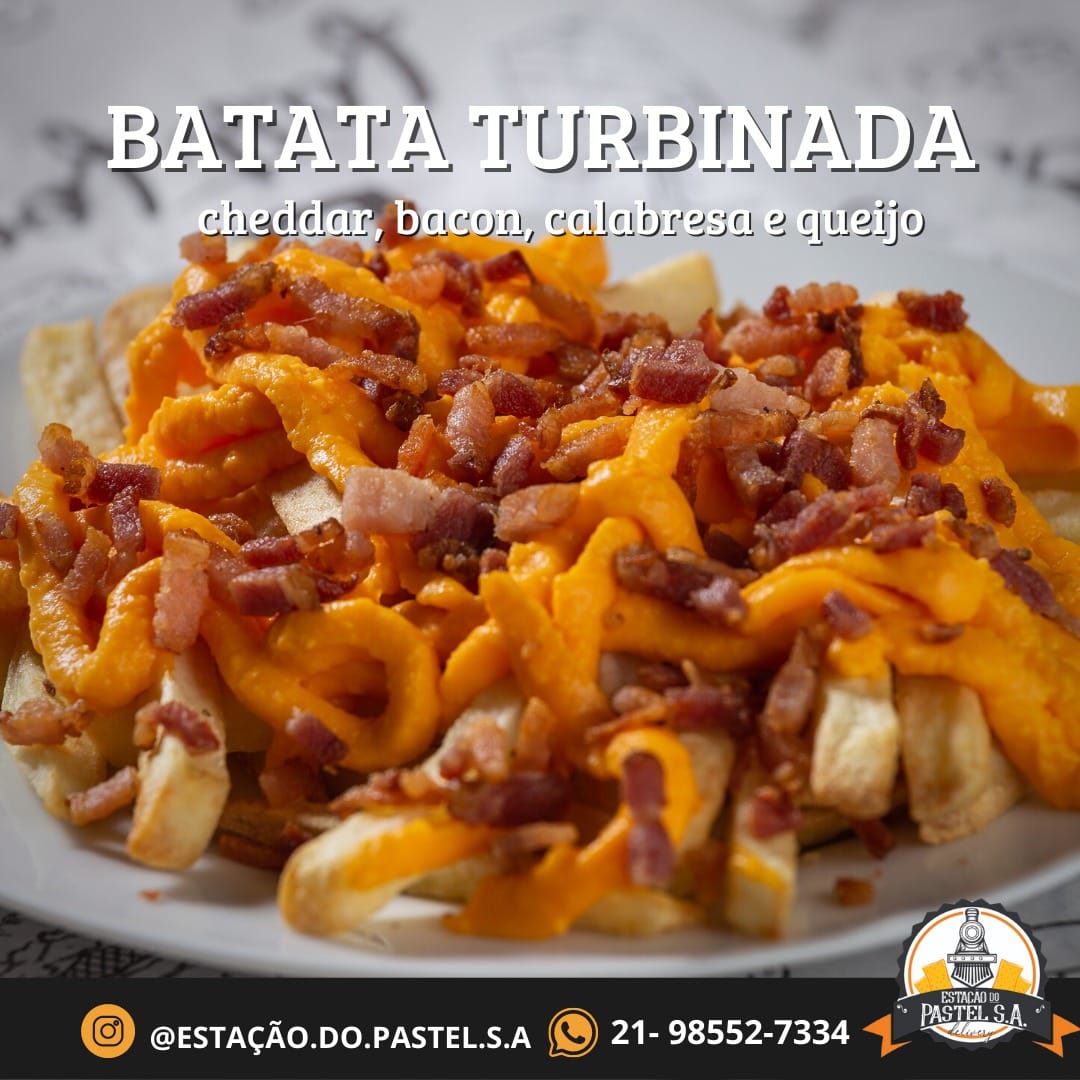 BATATA TURBINADA
cheddar, bacon, calabresa e queijo
@ESTAÇÃO.DO.PASTEL.S.A
21- 98552-7334
ESTAÇÃO DO
PASTEL S.A.
delivery